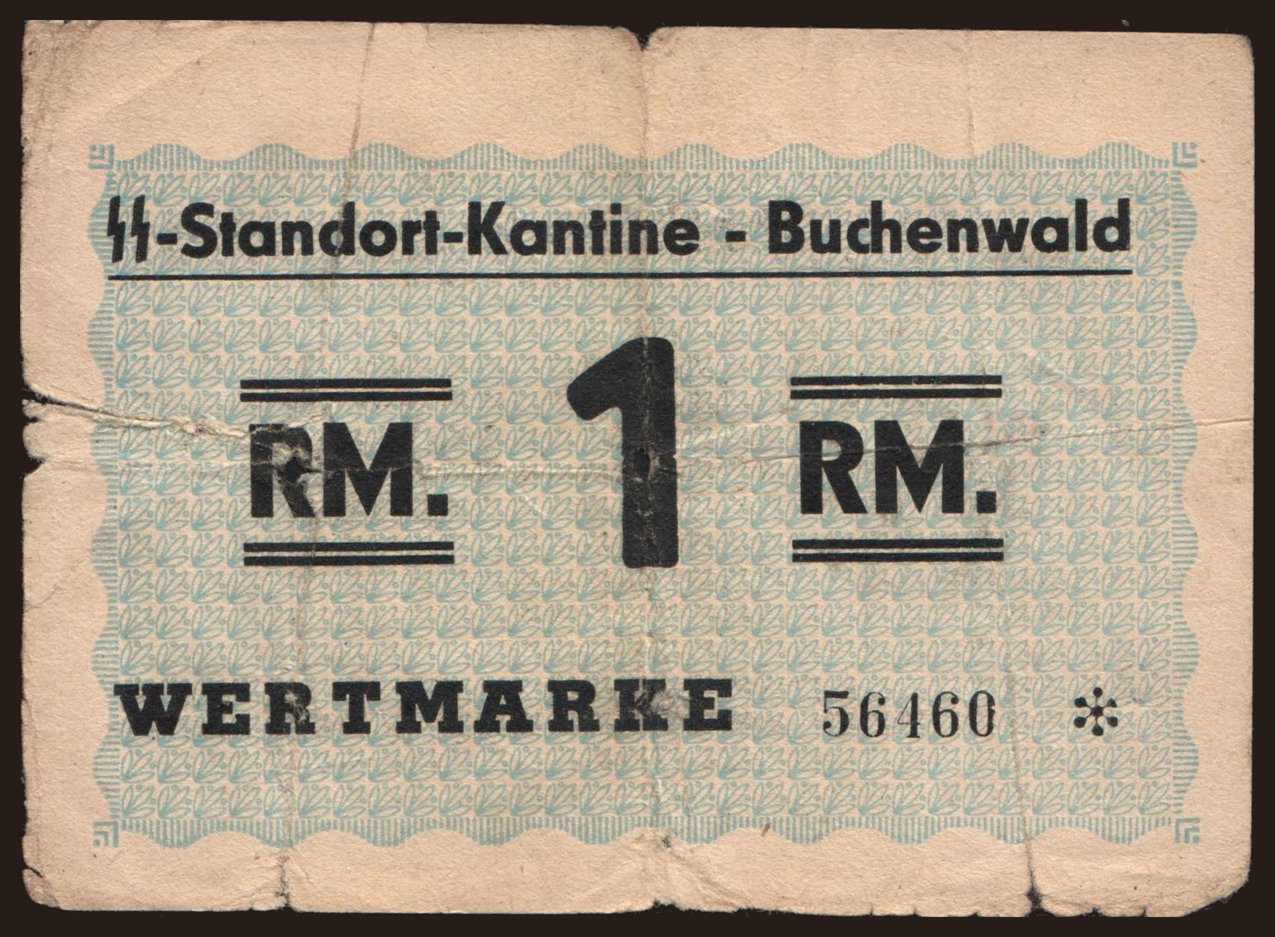 SS-Standort-Kantine - Buchenwald
RM. 1 RM.
WERTMARKE 56460 *